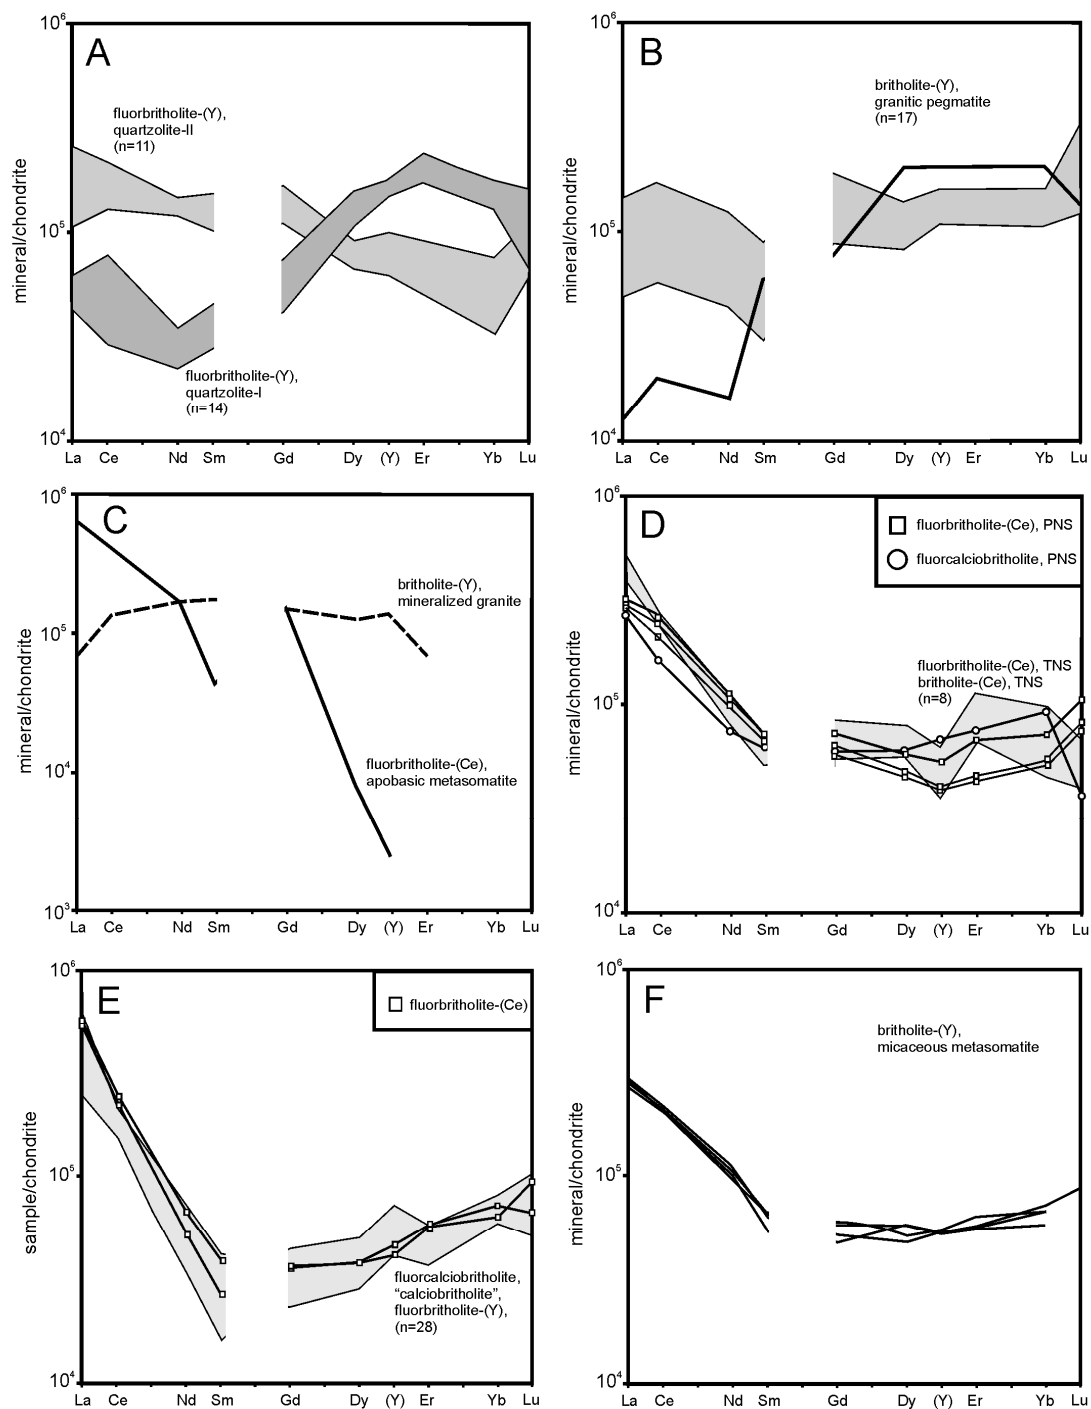 10⁶
A
fluorbritholite-(Y),
quartzolite-II
(n=11)
mineral/chondrite
10⁵
fluorbritholite-(Y),
quartzolite-I
(n=14)
10⁴
La Ce Nd Sm Gd Dy (Y) Er Yb Lu
10⁶
B
britholite-(Y),
granitic pegmatite
(n=17)
mineral/chondrite
10⁵
10⁴
La Ce Nd Sm Gd Dy (Y) Er Yb Lu
10⁶
C
britholite-(Y),
mineralized granite
10⁵
mineral/chondrite
fluorbritholite-(Ce),
apobasic metasomatite
10⁴
10³
La Ce Nd Sm Gd Dy (Y) Er Yb Lu
10⁶
D
fluorbritholite-(Ce), PNS
fluorcalciobritholite, PNS
mineral/chondrite
fluorbritholite-(Ce), TNS
britholite-(Ce), TNS
(n=8)
10⁵
10⁴
La Ce Nd Sm Gd Dy (Y) Er Yb Lu
10⁶
E
fluorbritholite-(Ce)
sample/chondrite
10⁵
fluorcalciobritholite,
“calciobritholite”,
fluorbritholite-(Y),
(n=28)
10⁴
La Ce Nd Sm Gd Dy (Y) Er Yb Lu
10⁶
F
britholite-(Y),
micaceous metasomatite
mineral/chondrite
10⁵
10⁴
La Ce Nd Sm Gd Dy (Y) Er Yb Lu